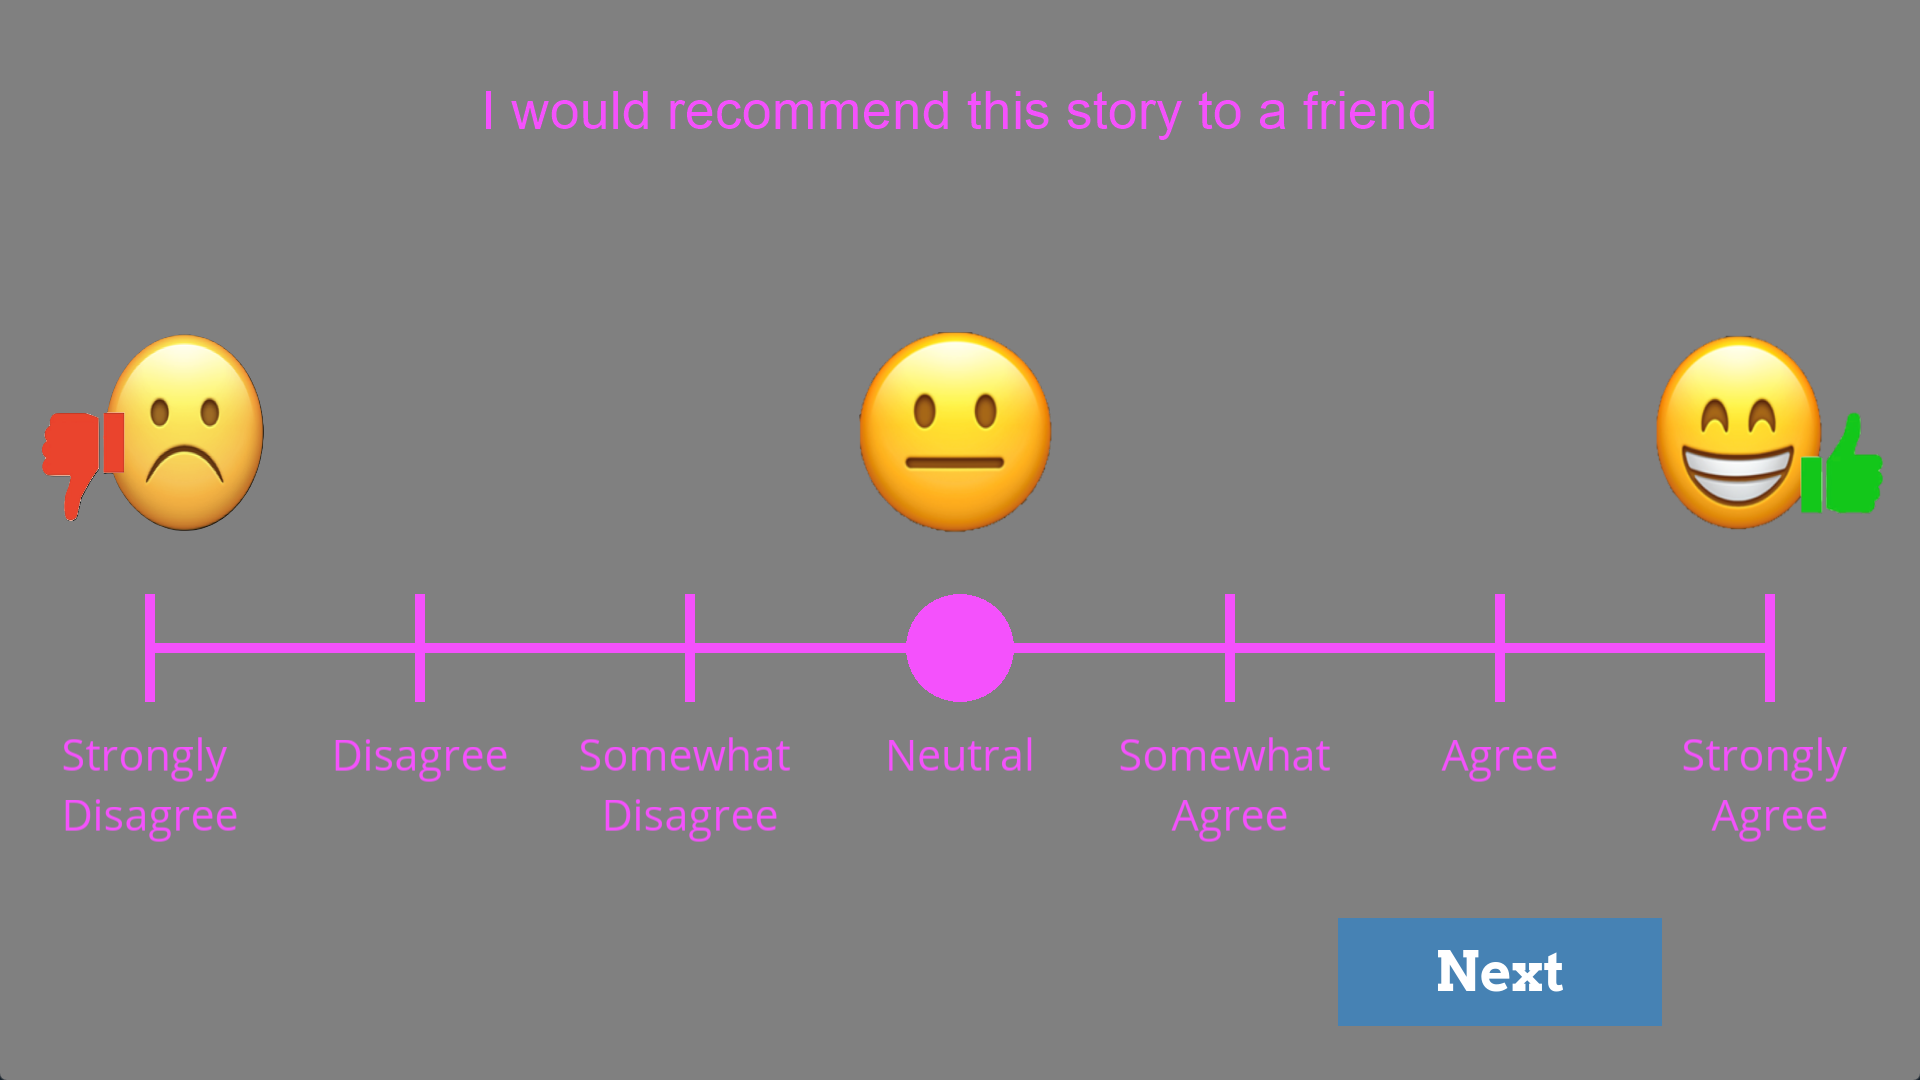 I would recommend this story to a friend
Strongly Disagree
Disagree
Somewhat Disagree
Neutral
Somewhat Agree
Agree
Strongly Agree
Next